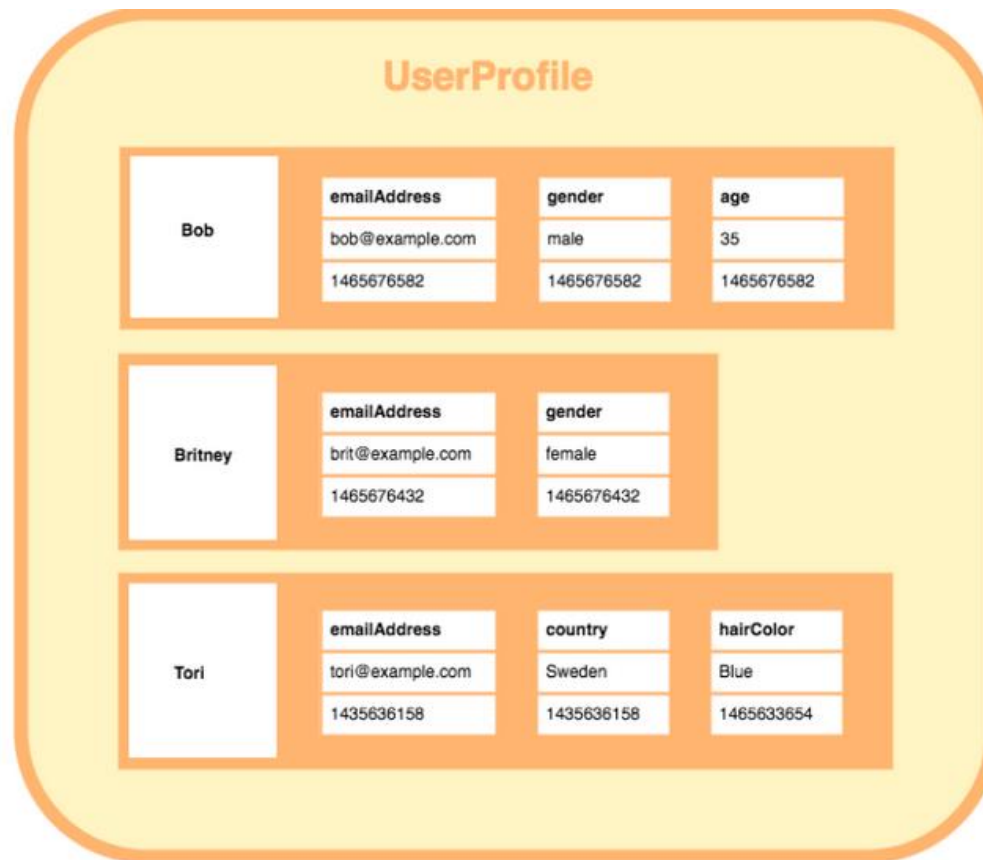 UserProfile
Bob
emailAddress gender age
bob@example.com male 35
1465676582 1465676582 1465676582
Britney
emailAddress gender
brit@example.com female
1465676432 1465676432
Tori
emailAddress country hairColor
tori@example.com Sweden Blue
1435636158 1435636158 1465633654